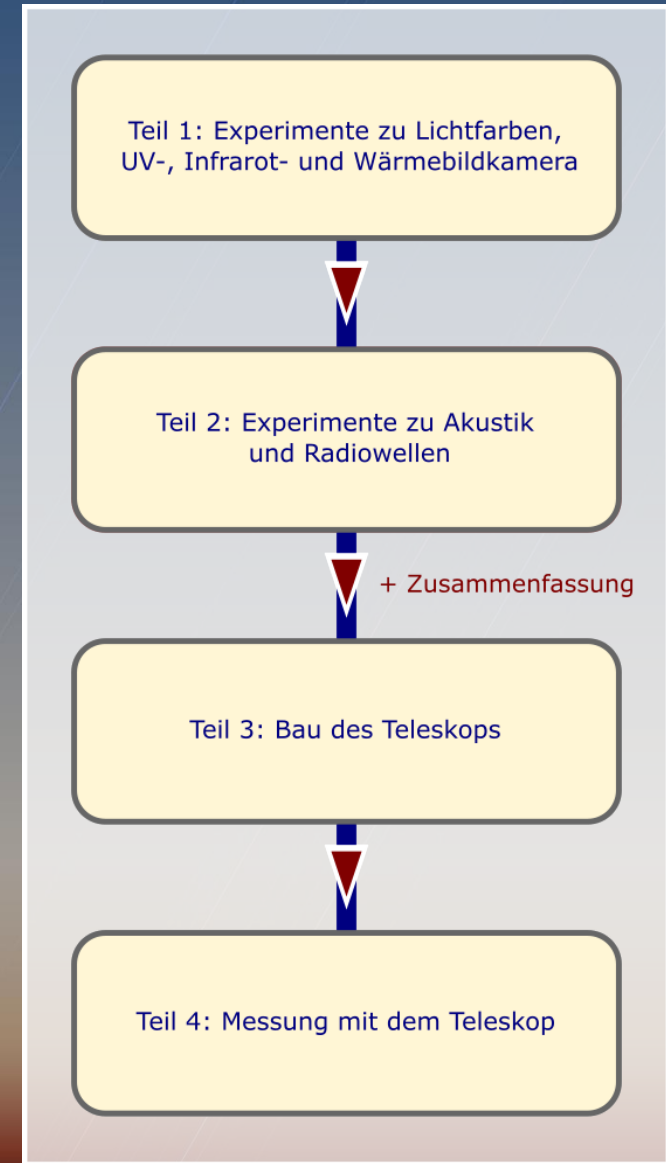 Teil 1: Experimente zu Lichtfarben,
UV-, Infrarot- und Wärmebildkamera
Teil 2: Experimente zu Akustik
und Radiowellen
+ Zusammenfassung
Teil 3: Bau des Teleskops
Teil 4: Messung mit dem Teleskop